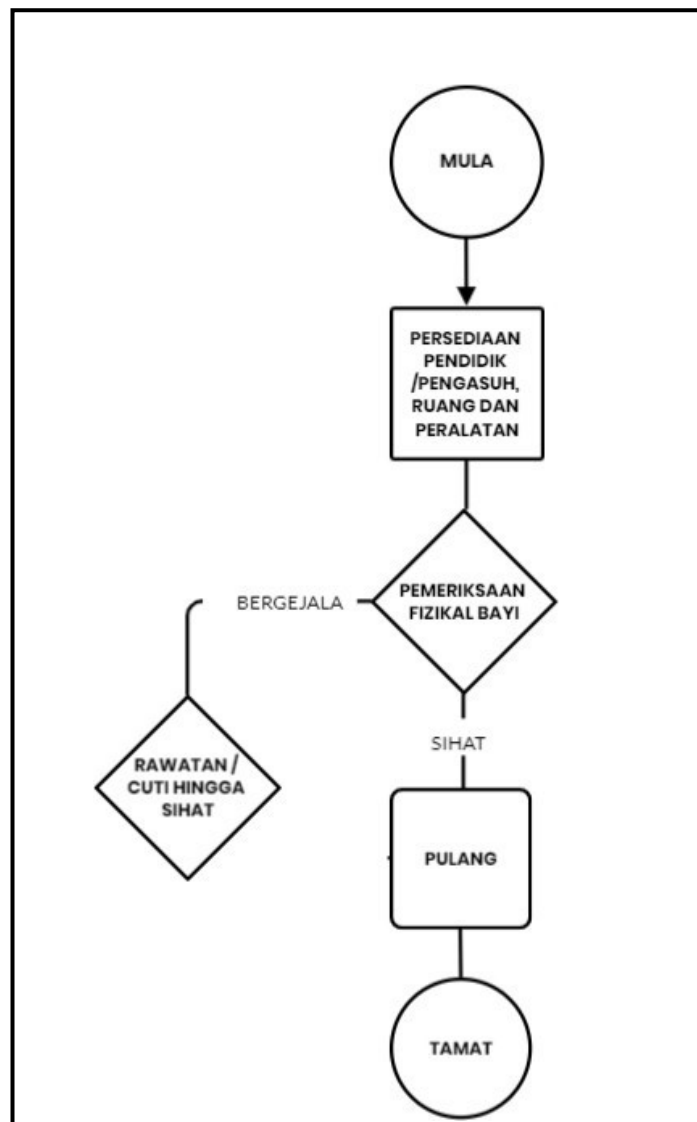 MULA
PERSEDIAAN
PENDIDIK
/PENGASUH,
RUANG DAN
PERALATAN
PEMERIKSAAN
FIZIKAL BAYI
BERGEJALA
SIHAT
RAWATAN /
CUTI HINGGA
SIHAT
PULANG
TAMAT